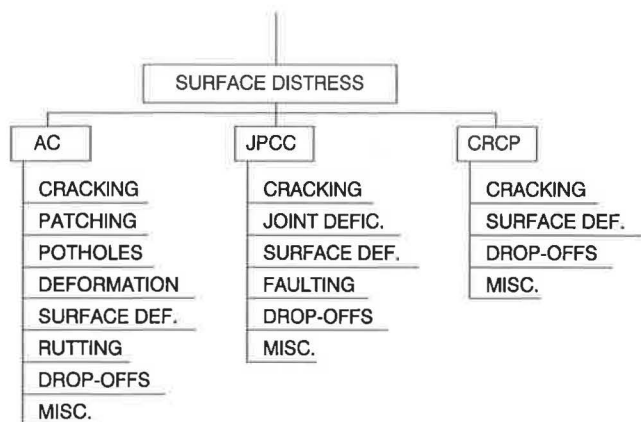 SURFACE DISTRESS
AC
CRACKING
PATCHING
POTHOLES
DEFORMATION
SURFACE DEF.
RUTTING
DROP-OFFS
MISC.
JPCC
CRACKING
JOINT DEFIC.
SURFACE DEF.
FAULTING
DROP-OFFS
MISC.
CRCP
CRACKING
SURFACE DEF.
DROP-OFFS
MISC.